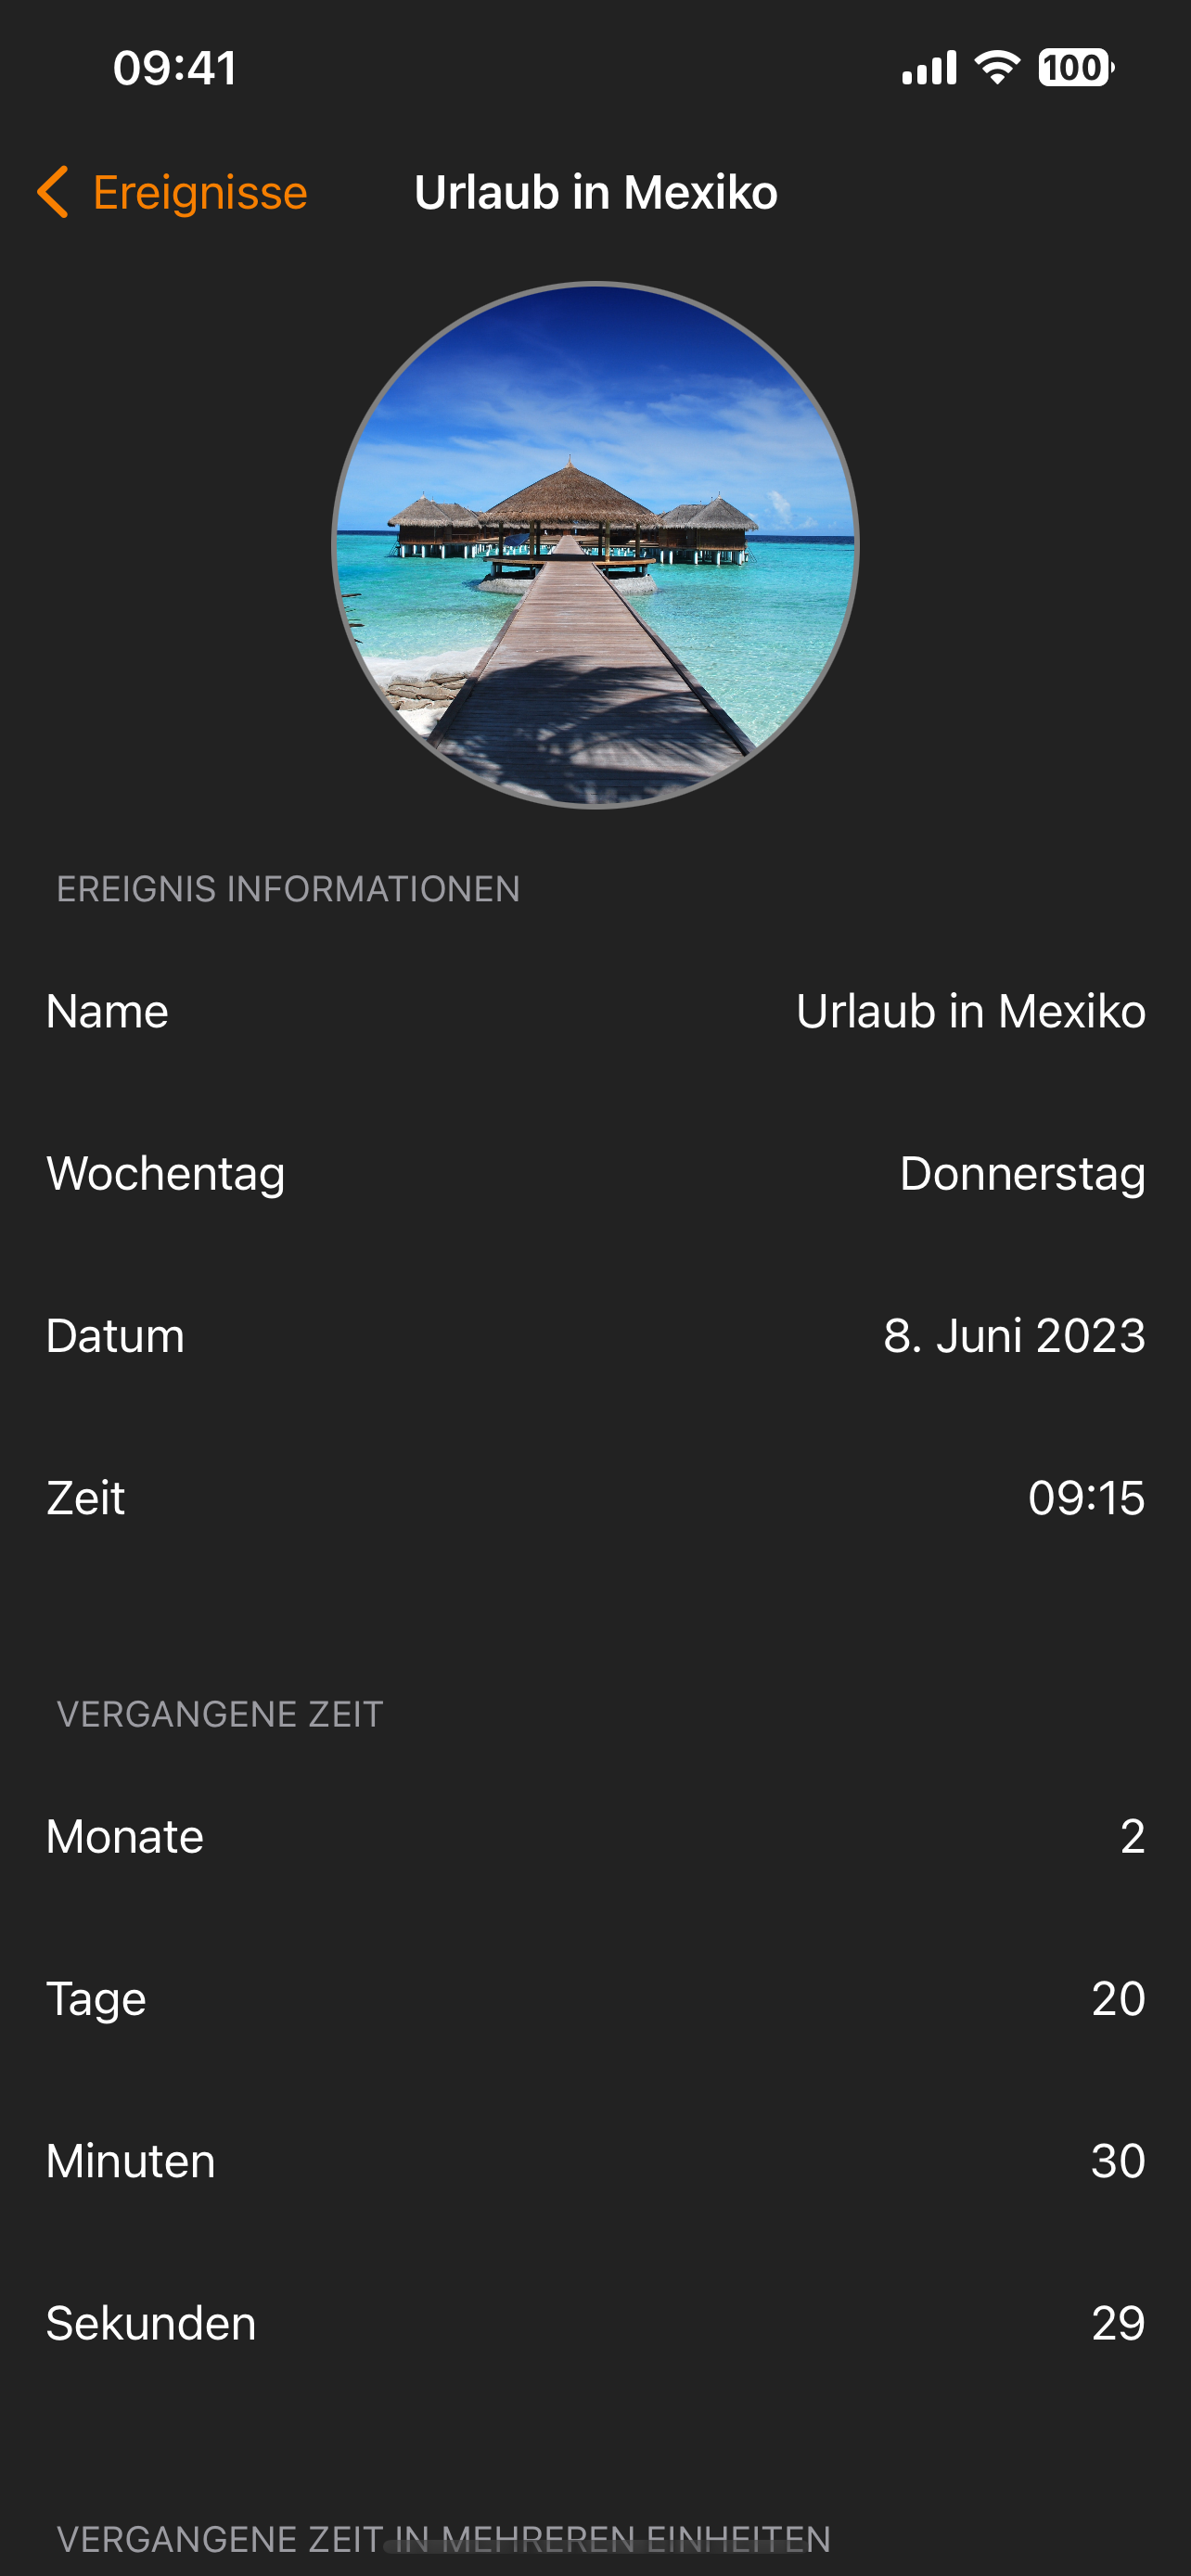 09:41
100
Ereignisse
Urlaub in Mexiko
EREIGNIS INFORMATIONEN
Name Urlaub in Mexiko
Wochentag Donnerstag
Datum 8. Juni 2023
Zeit 09:15
VERGANGENE ZEIT
Monate 2
Tage 20
Minuten 30
Sekunden 29
VERGANGENE ZEIT IN MEHREREN EINHEITEN